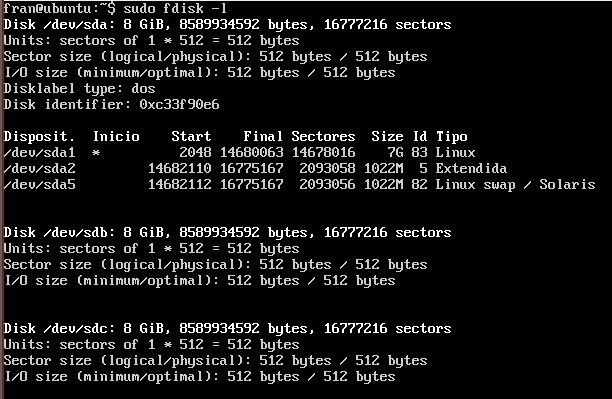 fran@ubuntu:~$ sudo fdisk -l
Disk /dev/sda: 8 GiB, 8589934592 bytes, 16777216 sectors
Units: sectors of 1 * 512 = 512 bytes
Sector size (logical/physical): 512 bytes / 512 bytes
I/O size (minimum/optimal): 512 bytes / 512 bytes
Disklabel type: dos
Disk identifier: 0xc33f90e6
Disposit. Inicio Start Final Sectores Size Id Tipo
/dev/sda1 * 2048 14680063 14678016 7G 83 Linux
/dev/sda2 14682110 16775167 2093058 1022M 5 Extendida
/dev/sda5 14682112 16775167 2093056 1022M 82 Linux swap / Solaris
Disk /dev/sdb: 8 GiB, 8589934592 bytes, 16777216 sectors
Units: sectors of 1 * 512 = 512 bytes
Sector size (logical/physical): 512 bytes / 512 bytes
I/O size (minimum/optimal): 512 bytes / 512 bytes
Disk /dev/sdc: 8 GiB, 8589934592 bytes, 16777216 sectors
Units: sectors of 1 * 512 = 512 bytes
Sector size (logical/physical): 512 bytes / 512 bytes
I/O size (minimum/optimal): 512 bytes / 512 bytes